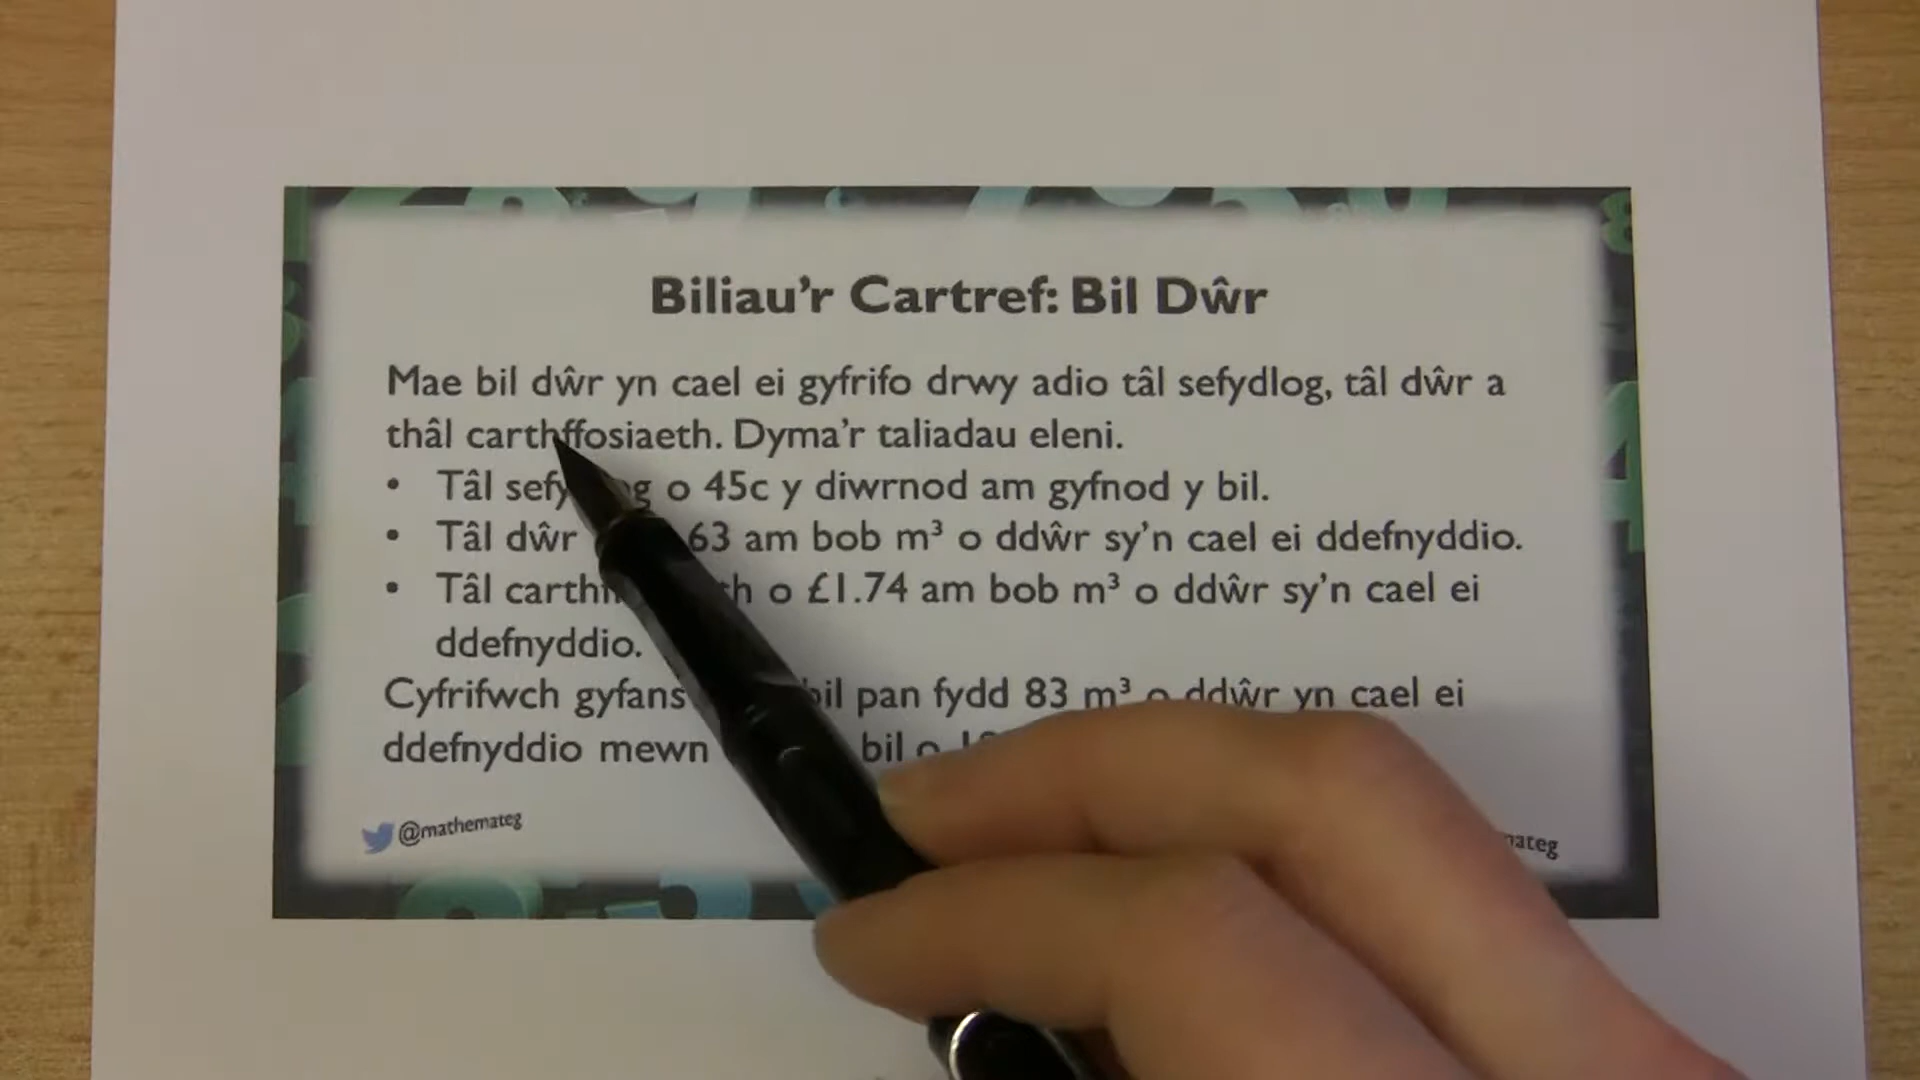 Biliau'r Cartref: Bil Dŵr
Mae bil dŵr yn cael ei gyfrifo drwy adio tâl sefydlog, tâl dŵr a
thâl carthffosiaeth. Dyma'r taliadau eleni.
• Tâl o 45c y diwrnod am gyfnod y bil.
• Tâl dŵr am bob m³ o ddŵr sy'n cael ei ddefnyddio.
• Tâl o £1.74 am bob m³ o ddŵr sy'n cael ei
ddefnyddio.
Cyfrifwch bil pan fydd 83 m³ o ddŵr yn cael ei
ddefnyddio mewn bil o
@mathemateg